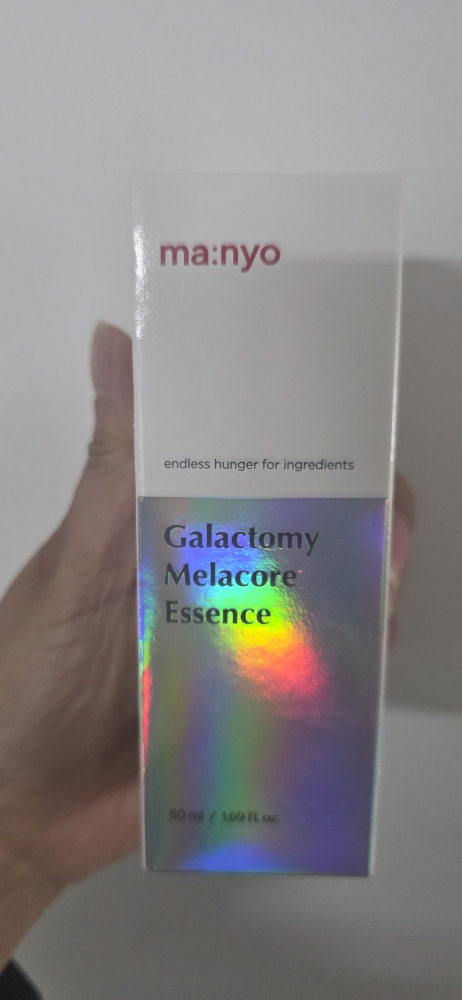 ma:nyo
endless hunger for ingredients
Galactomy
Melacore
Essence
50 ml / 1.69 fl. oz.